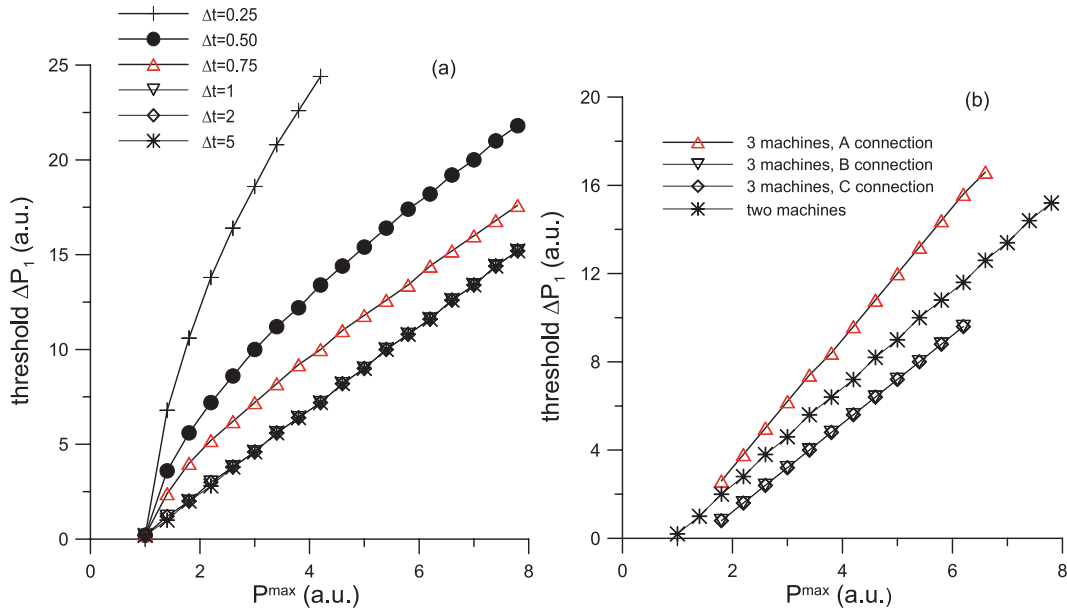 Δt=0.25
Δt=0.50
Δt=0.75
Δt=1
Δt=2
Δt=5
(a)
25
20
15
10
5
0
threshold ΔP1 (a.u.)
0 2 4 6 8
Pmax (a.u.)
(b)
3 machines, A connection
3 machines, B connection
3 machines, C connection
two machines
20
16
12
8
4
0
threshold ΔP1 (a.u.)
0 2 4 6 8
Pmax (a.u.)